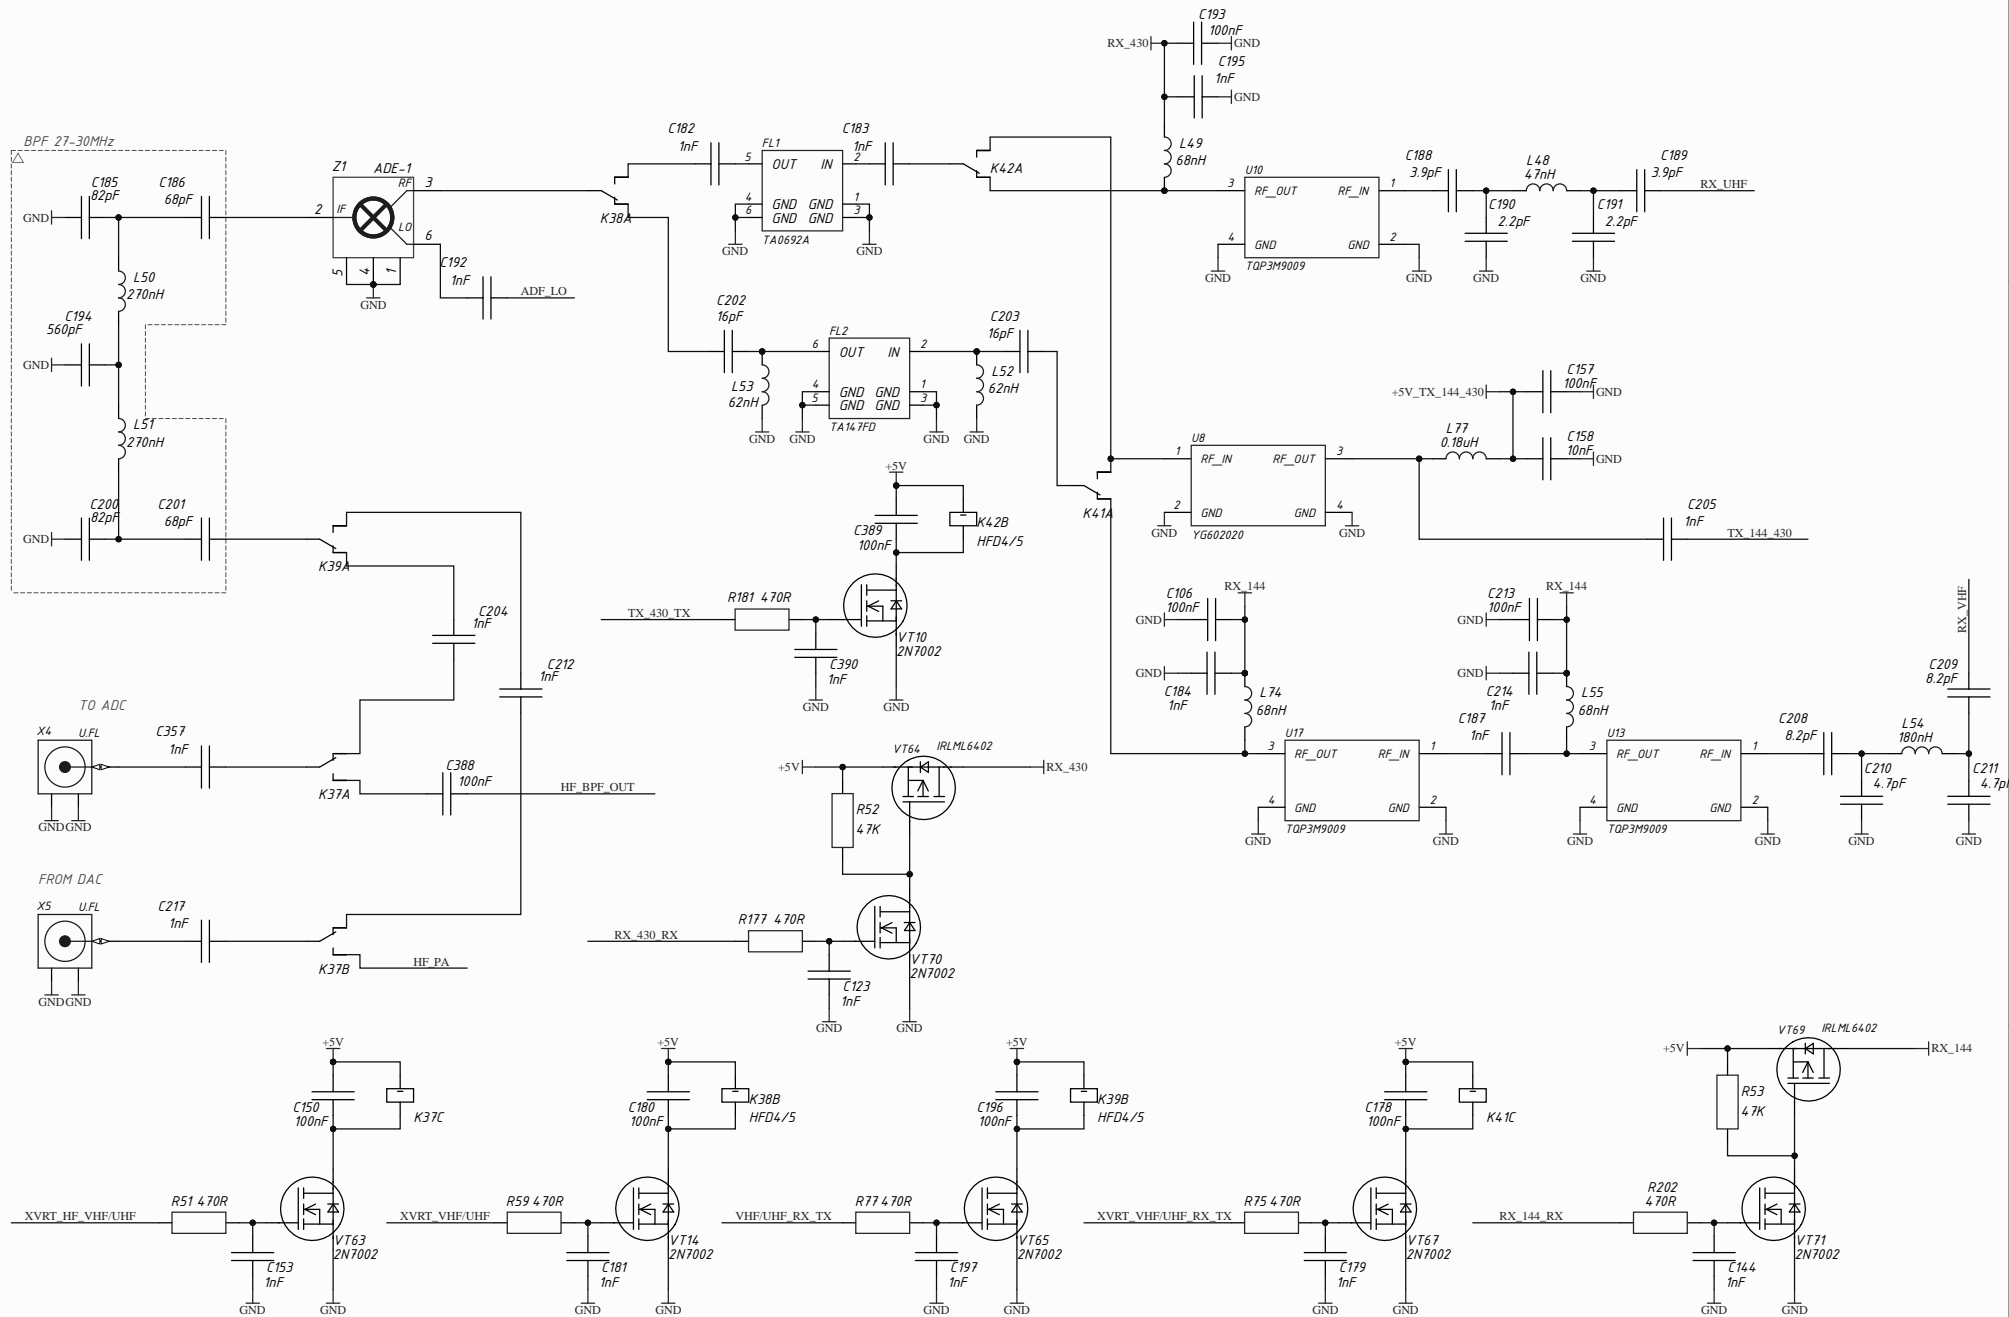 BPF 27-30MHz
C185
82pF
C186
68pF
GND
L50
270nH
C194
560pF
GND
L51
270nH
C200
82pF
C201
68pF
GND
Z1
ADE-1
RF
3
2
IF
LO
6
5
4
1
GND
C192
1nF
ADF_LO
K38A
C182
1nF
FL1
5
OUT
IN
2
4
GND
GND
1
6
GND
GND
3
TA0692A
GND
GND
C183
1nF
K42A
C202
16pF
L53
62nH
GND
FL2
6
OUT
IN
2
4
GND
GND
1
5
GND
GND
3
TA147FD
GND
GND
L52
62nH
GND
C203
16pF
RX_430
C193
100nF
GND
C195
1nF
GND
L49
68nH
U10
3
RF_OUT
RF_IN
1
4
GND
GND
2
TQP3M9009
GND
GND
C188
3.9pF
C190
2.2pF
GND
L48
47nH
C191
2.2pF
GND
C189
3.9pF
RX_UHF
+5V_TX_144_430
C157
100nF
GND
C158
10nF
GND
L77
0.18uH
U8
1
RF_IN
RF_OUT
3
2
GND
GND
4
YG602020
GND
GND
K41A
C205
1nF
TX_144_430
K39A
C204
1nF
C212
1nF
TO ADC
X4
U.FL
GND
GND
C357
1nF
K37A
C388
100nF
HF_BPF_OUT
FROM DAC
X5
U.FL
GND
GND
C217
1nF
K37B
HF_PA
+5V
C389
100nF
K42B
HFD4/5
TX_430_TX
R181 470R
C390
1nF
GND
VT10
2N7002
GND
+5V
VT64
IRLML6402
RX_430
R52
47K
RX_430_RX
R177 470R
C123
1nF
GND
VT70
2N7002
GND
RX_144
C106
100nF
GND
GND
C184
1nF
L74
68nH
U17
3
RF_OUT
RF_IN
1
4
GND
GND
2
TQP3M9009
GND
GND
C187
1nF
RX_144
C213
100nF
GND
GND
C214
1nF
L55
68nH
U13
3
RF_OUT
RF_IN
1
4
GND
GND
2
TQP3M9009
GND
GND
C208
8.2pF
C210
4.7pF
GND
L54
180nH
C209
8.2pF
RX_VHF
C211
4.7p
GND
+5V
C150
100nF
K37C
XVRT_HF_VHF/UHF
R51 470R
C153
1nF
GND
VT63
2N7002
GND
+5V
C180
100nF
K38B
HFD4/5
XVRT_VHF/UHF
R59 470R
C181
1nF
GND
VT14
2N7002
GND
+5V
C196
100nF
K39B
HFD4/5
VHF/UHF_RX_TX
R77 470R
C197
1nF
GND
VT65
2N7002
GND
+5V
C178
100nF
K41C
XVRT_VHF/UHF_RX_TX
R75 470R
C179
1nF
GND
VT67
2N7002
GND
+5V
VT69
IRLML6402
RX_144
R53
47K
RX_144_RX
R202
470R
C144
1nF
GND
VT71
2N7002
GND